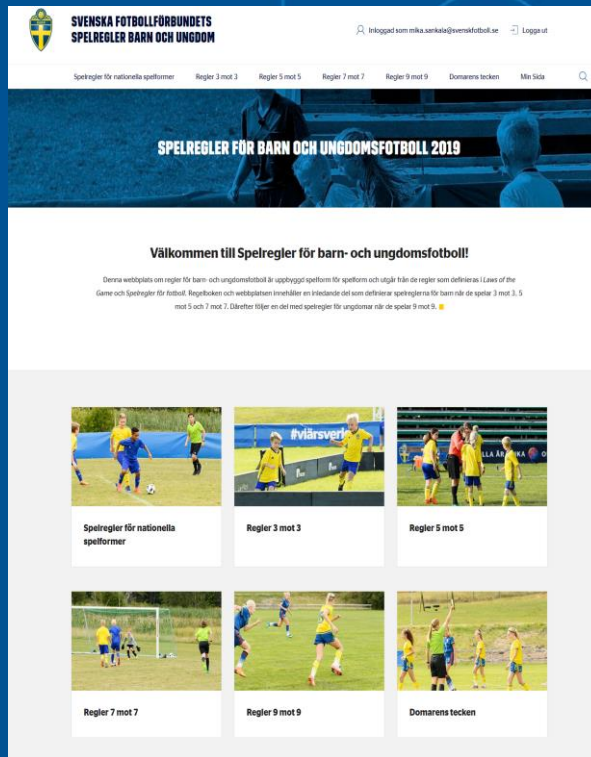 SVENSKA FOTBOLLFÖRBUNDETS
SPELREGLER BARN OCH UNGDOM
Inloggad som mika.sankala@svenskfotboll.se
Logga ut
Spelregler för nationella spelformer
Regler 3 mot 3
Regler 5 mot 5
Regler 7 mot 7
Regler 9 mot 9
Domarens tecken
Min Sida
SPELREGLER FÖR BARN OCH UNGDOMSFOTBOLL 2019
Välkommen till Spelregler för barn- och ungdomsfotboll!
Denna webbplats om regler för barn- och ungdomsfotboll är uppbyggd spelform för spelform och utgår från de regler som definieras i Laws of the
Game och Spelregler för fotboll. Regelboken och webbplatsen innehåller en inledande del som definierar spelreglerna för barn när de spelar 3 mot 3, 5
mot 5 och 7 mot 7. Därefter följer en del med spelregler för ungdomar när de spelar 9 mot 9.
#viärsverige
LLA ÄR
KA
Spelregler för nationella
spelformer
Regler 3 mot 3
Regler 5 mot 5
Regler 7 mot 7
Regler 9 mot 9
Domarens tecken